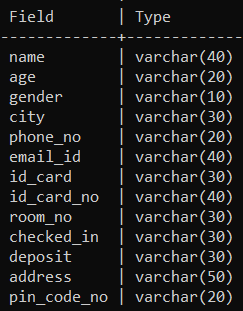 Field | Type
name | varchar(40)
age | varchar(20)
gender | varchar(10)
city | varchar(30)
phone_no | varchar(20)
email_id | varchar(40)
id_card | varchar(30)
id_card_no | varchar(40)
room_no | varchar(30)
checked_in | varchar(30)
deposit | varchar(30)
address | varchar(50)
pin_code_no | varchar(20)